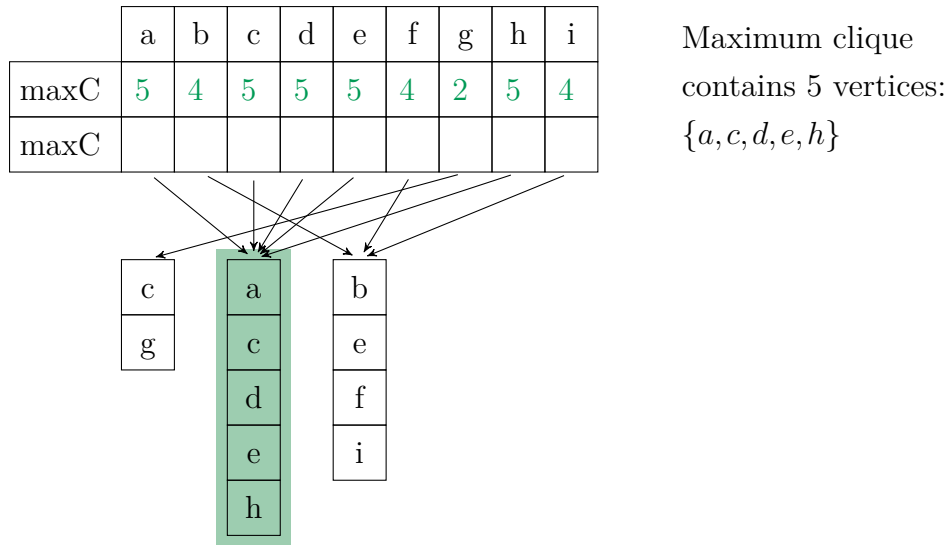 a b c d e f g h i
maxC 5 4 5 5 5 4 2 5 4
maxC
Maximum clique
contains 5 vertices:
{a, c, d, e, h}
c a b
g c e
d f
e i
h